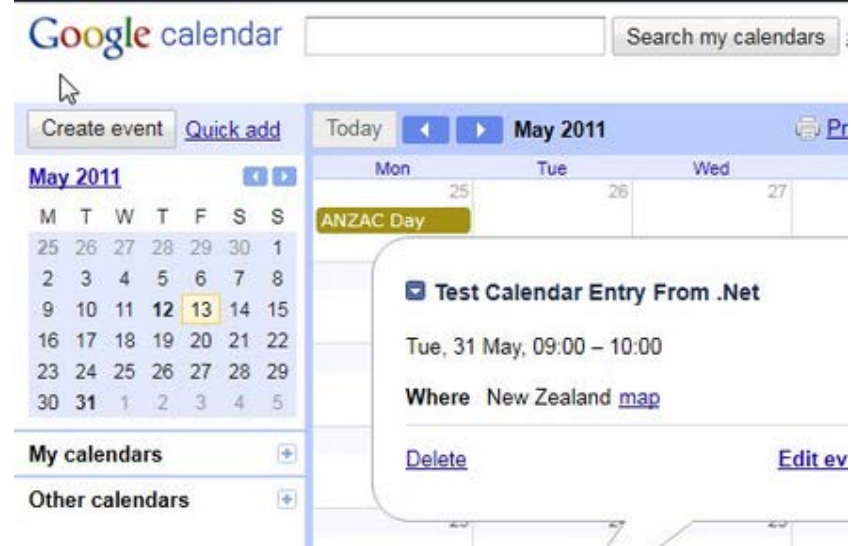 Google calendar
Search my calendars
Create event Quick add
Today May 2011
May 2011
Mon Tue Wed
25 26 27
ANZAC Day
M T W T F S S
25 26 27 28 29 30 1
2 3 4 5 6 7 8
9 10 11 12 13 14 15
16 17 18 19 20 21 22
23 24 25 26 27 28 29
30 31 1 2 3 4 5
My calendars
Other calendars
Test Calendar Entry From .Net
Tue, 31 May, 09:00 – 10:00
Where New Zealand map
Delete
Edit ev